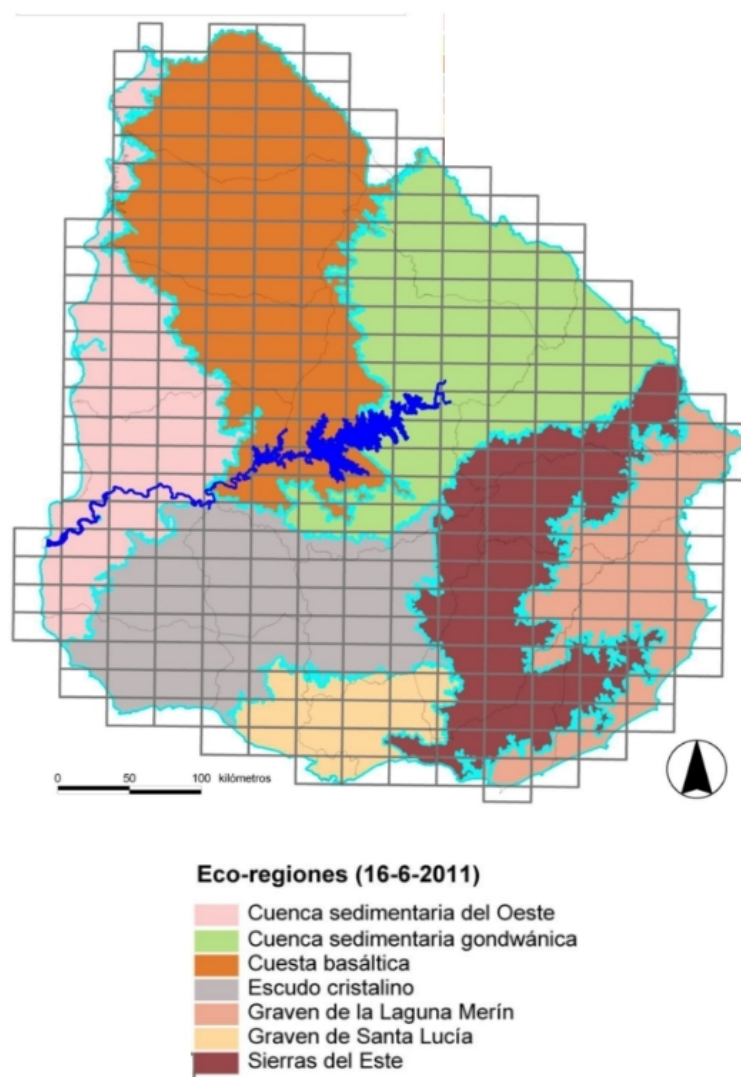 0 50 100 kilómetros
Eco-regiones (16-6-2011)
Cuenca sedimentaria del Oeste
Cuenca sedimentaria gondwánica
Cuesta basáltica
Escudo cristalino
Graven de la Laguna Merín
Graven de Santa Lucía
Sierras del Este